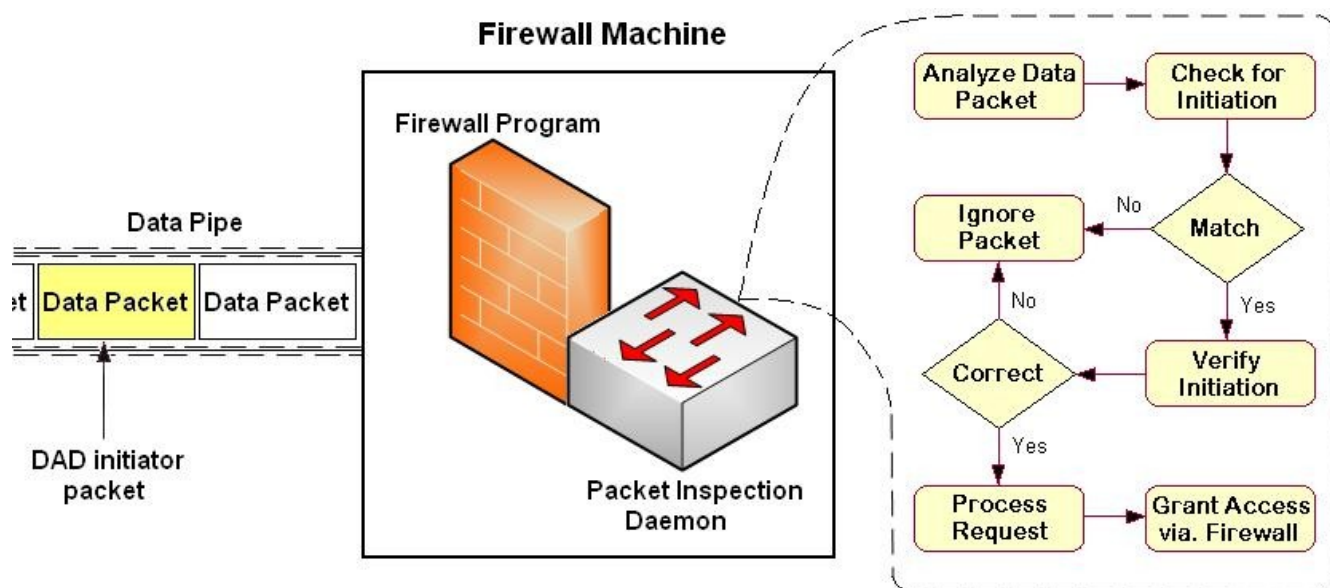 Firewall Machine
Firewall Program
Data Pipe
Data Packet
Data Packet
DAD initiator
packet
Packet Inspection
Daemon
Analyze Data
Packet
Check for
Initiation
Match
No
Ignore
Packet
Yes
Verify
Initiation
Correct
No
Yes
Process
Request
Grant Access
via. Firewall